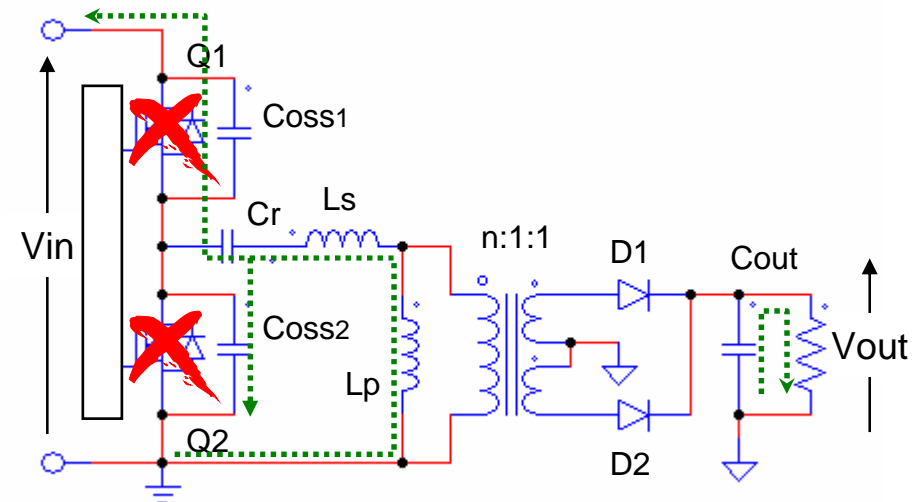 Q1
Coss1
Cr
Ls
n:1:1
D1
Cout
Vin
Coss2
Lp
Vout
Q2
D2